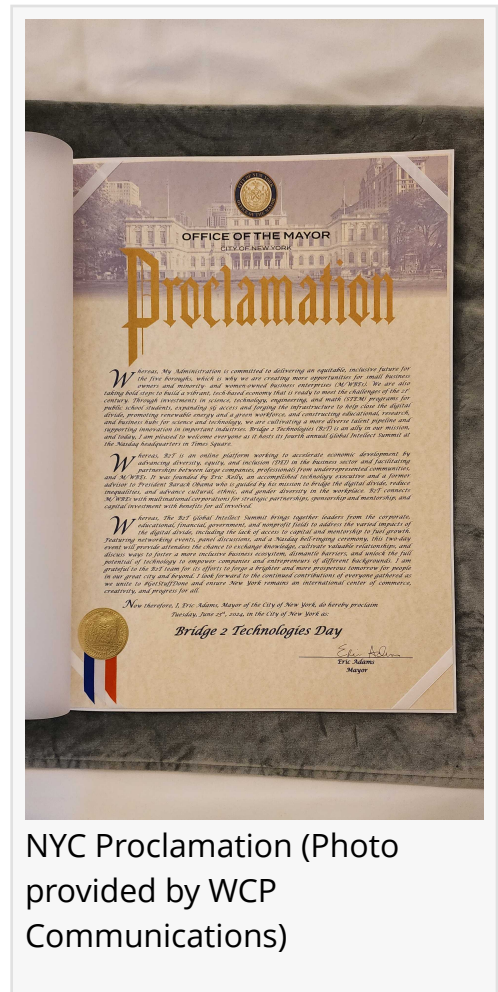 OFFICE OF THE MAYOR
CITY OF NEW YORK
Proclamation
Whereas, My Administration is committed to delivering an equitable, inclusive future for
the five boroughs, which is why we are creating more opportunities for small business
owners and minority- and women-owned business enterprises (M/WBEs). We are also
taking bold steps to build a vibrant, tech-based economy that is ready to meet the challenges of the 21st
century. Through investments in science, technology, engineering, and math (STEM) programs for
public school students, expanding 5G access and forging the infrastructure to help close the digital
divide, promoting renewable energy and a green workforce, and constructing educational, research,
and business hubs for science and technology, we are cultivating a more diverse talent pipeline and
supporting innovation in important industries. Bridge 2 Technologies (B2T) is an ally in our mission,
and today, I am pleased to welcome everyone as it hosts its fourth annual Global Intellect Summit at
the Nasdaq headquarters in Times Square.
Whereas, B2T is an online platform working to accelerate economic development by
advancing diversity, equity, and inclusion (DEI) in the business sector and facilitating
partnerships between large companies, professionals from underrepresented communities,
and M/WBEs. It was founded by Eric Kelly, an accomplished technology executive and a former
advisor to President Barack Obama who is guided by his mission to bridge the digital divide, reduce
inequalities, and advance cultural, ethnic, and gender diversity in the workplace. B2T connects
M/WBEs with multinational corporations for strategic partnerships, sponsorship and mentorship, and
capital investment with benefits for all involved.
Whereas, The B2T Global Intellect Summit brings together leaders from the corporate,
educational, financial, government, and nonprofit fields to address the varied impacts of
the digital divide, including the lack of access to capital and mentorship to fuel growth.
Featuring networking events, panel discussions, and a Nasdaq bell-ringing ceremony, this two-day
event will provide attendees the chance to exchange knowledge, cultivate valuable relationships, and
discuss ways to foster a more inclusive business ecosystem, dismantle barriers, and unlock the full
potential of technology to empower companies and entrepreneurs of different backgrounds. I am
grateful to the B2T team for its efforts to forge a brighter and more prosperous tomorrow for people
in our great city and beyond. I look forward to the continued contributions of everyone gathered as
we unite to #GetStuffDone and ensure New York remains an international center of commerce,
creativity, and progress for all.
Now therefore, I, Eric Adams, Mayor of the City of New York, do hereby proclaim
Tuesday, June 25th, 2024, in the City of New York as:
Bridge 2 Technologies Day
Eric Adams
Eric Adams
Mayor
NYC Proclamation (Photo
provided by WCP
Communications)